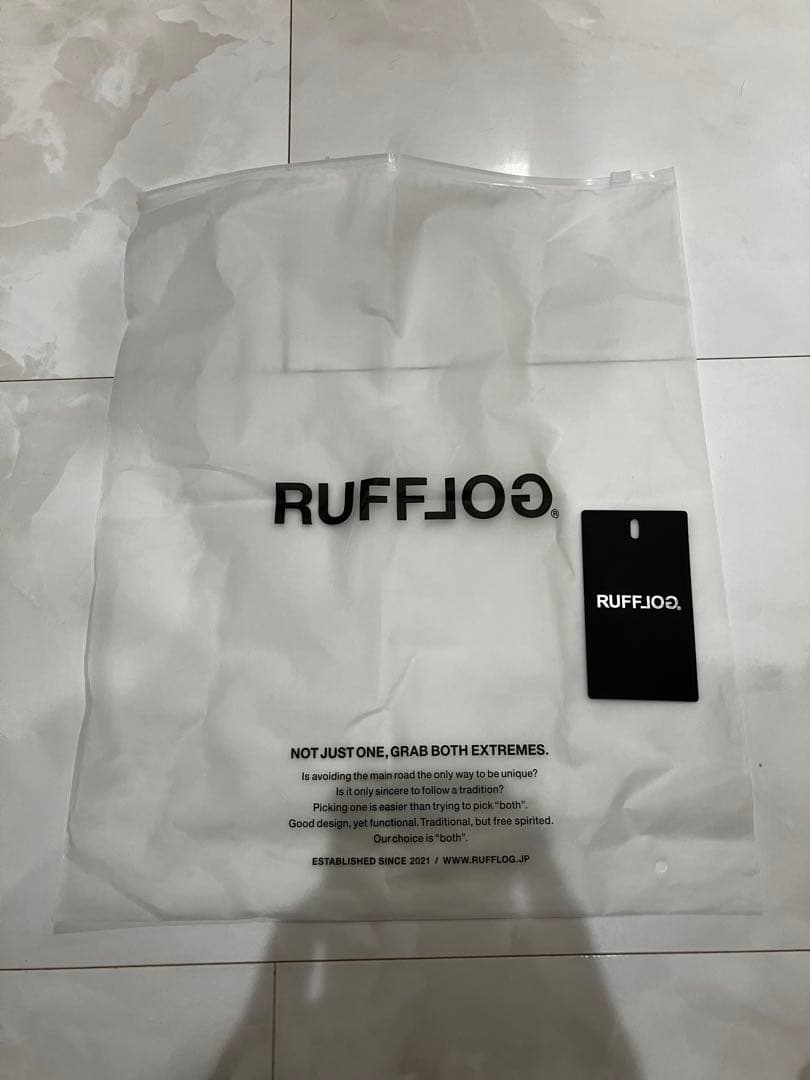 RUFFLOG®
RUFFLOG®
NOT JUST ONE, GRAB BOTH EXTREMES.
Is avoiding the main road the only way to be unique?
Is it only sincere to follow a tradition?
Picking one is easier than trying to pick “both”.
Good design, yet functional. Traditional, but free spirited.
Our choice is “both”.
ESTABLISHED SINCE 2021 / WWW.RUFFLOG.JP